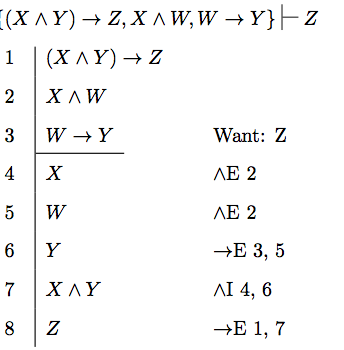 {(X ∧ Y) → Z, X ∧ W, W → Y} ⊢ Z
1 (X ∧ Y) → Z
2 X ∧ W
3 W → Y Want: Z
4 X ∧E 2
5 W ∧E 2
6 Y →E 3, 5
7 X ∧ Y ∧I 4, 6
8 Z →E 1, 7